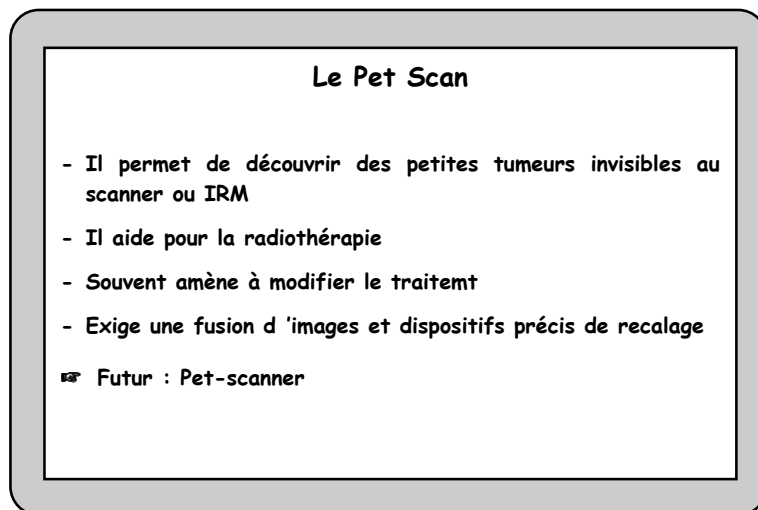 Le Pet Scan
- Il permet de découvrir des petites tumeurs invisibles au
scanner ou IRM
- Il aide pour la radiothérapie
- Souvent amène à modifier le traitemt
- Exige une fusion d ’images et dispositifs précis de recalage
☞ Futur : Pet-scanner